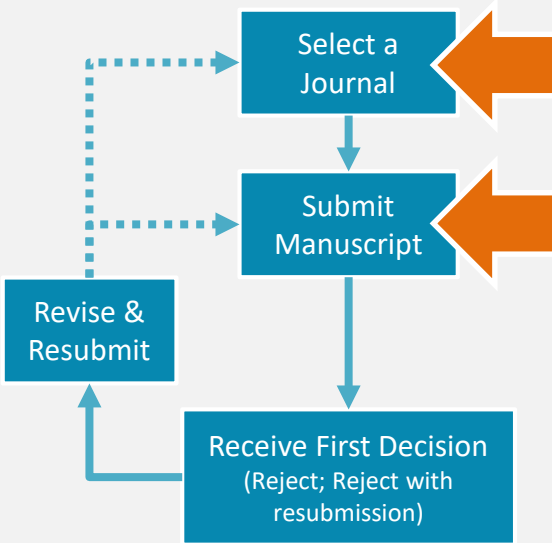 Select a
Journal
Submit
Manuscript
Revise &
Resubmit
Receive First Decision
(Reject; Reject with
resubmission)